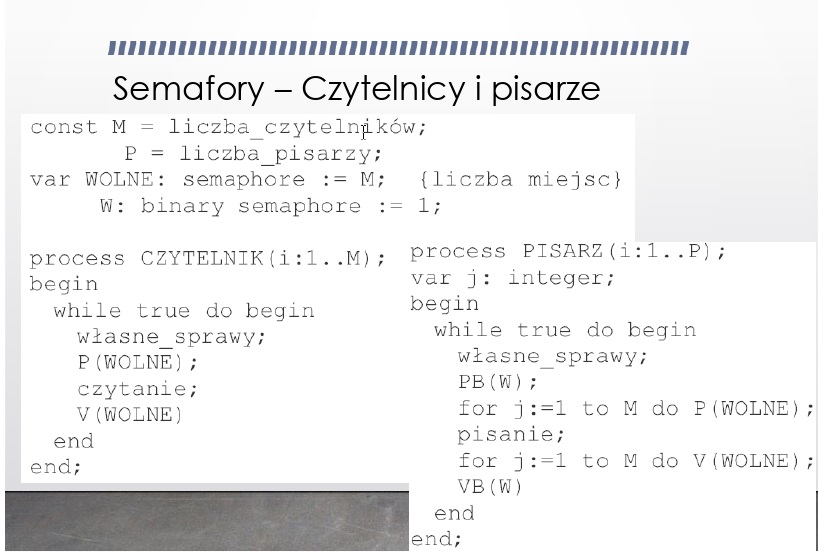 Semafory – Czytelnicy i pisarze
const M = liczba_czytelników;
P = liczba_pisarzy;
var WOLNE: semaphore := M; {liczba miejsc}
W: binary semaphore := 1;
process CZYTELNIK(i:1..M);
begin
while true do begin
własne_sprawy;
P(WOLNE);
czytanie;
V(WOLNE)
end
end;
process PISARZ(i:1..P);
var j: integer;
begin
while true do begin
własne_sprawy;
PB(W);
for j:=1 to M do P(WOLNE);
pisanie;
for j:=1 to M do V(WOLNE);
VB(W)
end
end;